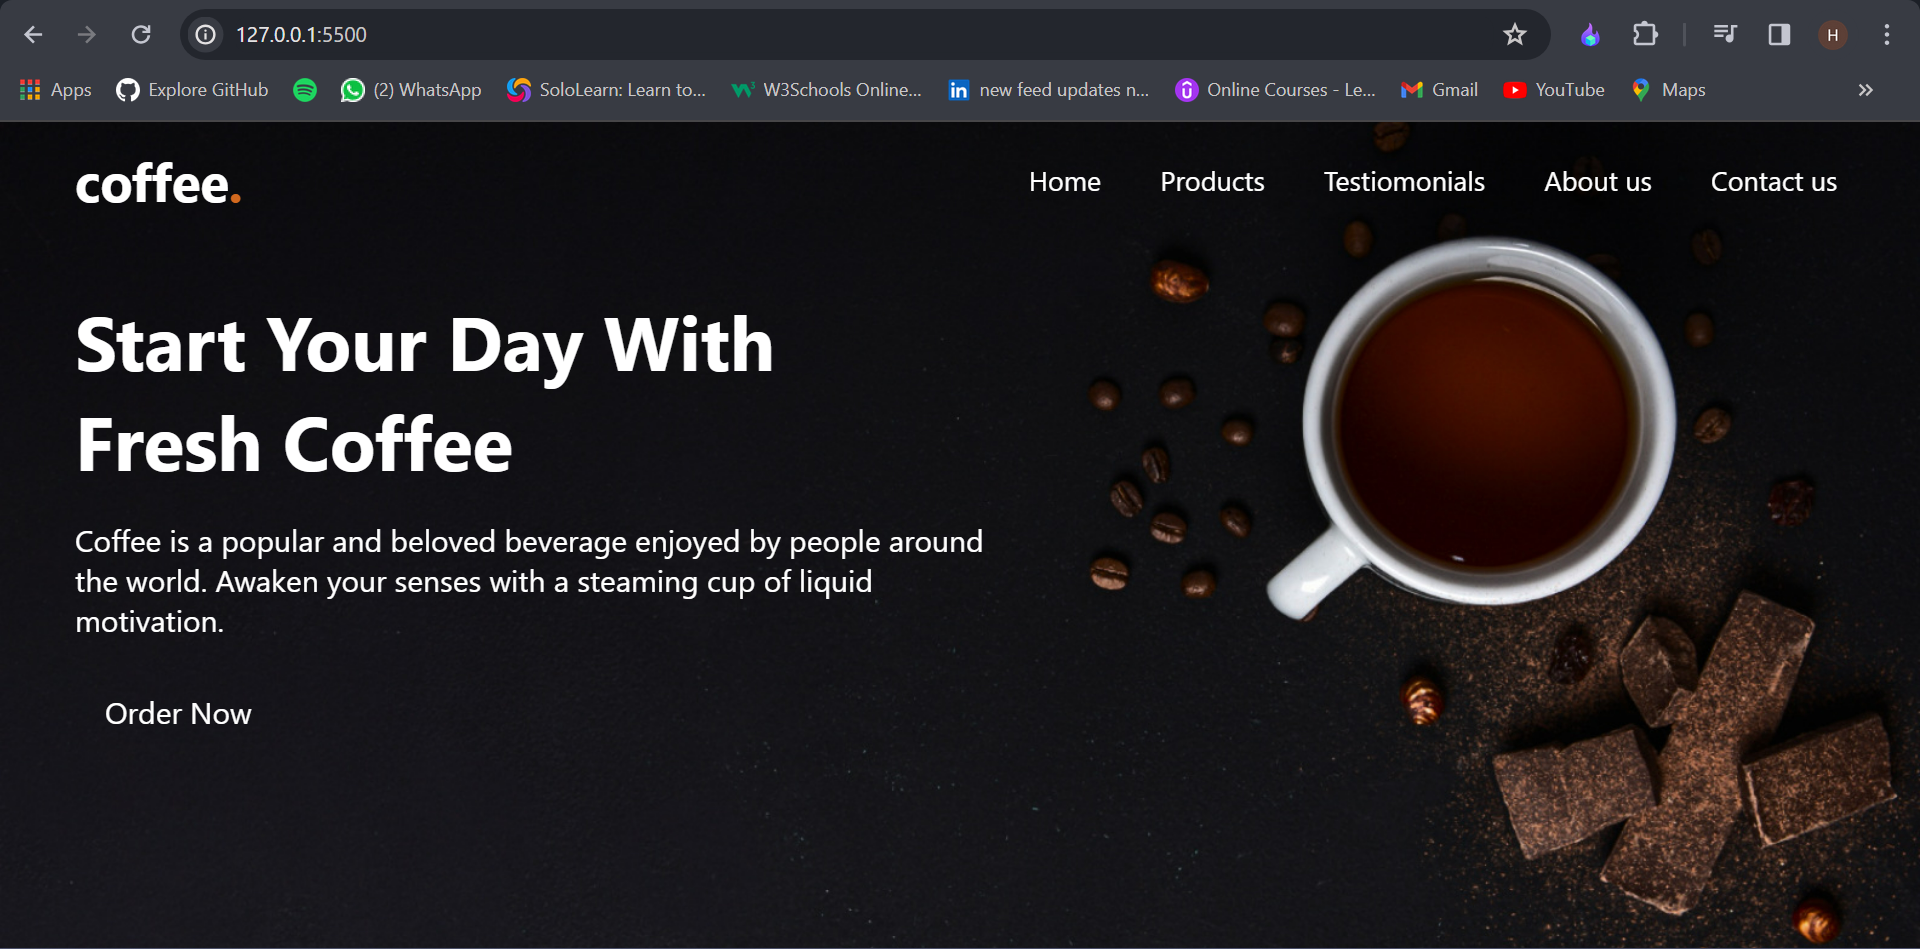 127.0.0.1:5500
H
Apps
Explore GitHub
(2) WhatsApp
SoloLearn: Learn to...
W3Schools Online...
in
new feed updates n...
Online Courses - Le...
Gmail
YouTube
Maps
coffee.
Home
Products
Testiomonials
About us
Contact us
Start Your Day With
Fresh Coffee
Coffee is a popular and beloved beverage enjoyed by people around
the world. Awaken your senses with a steaming cup of liquid
motivation.
Order Now